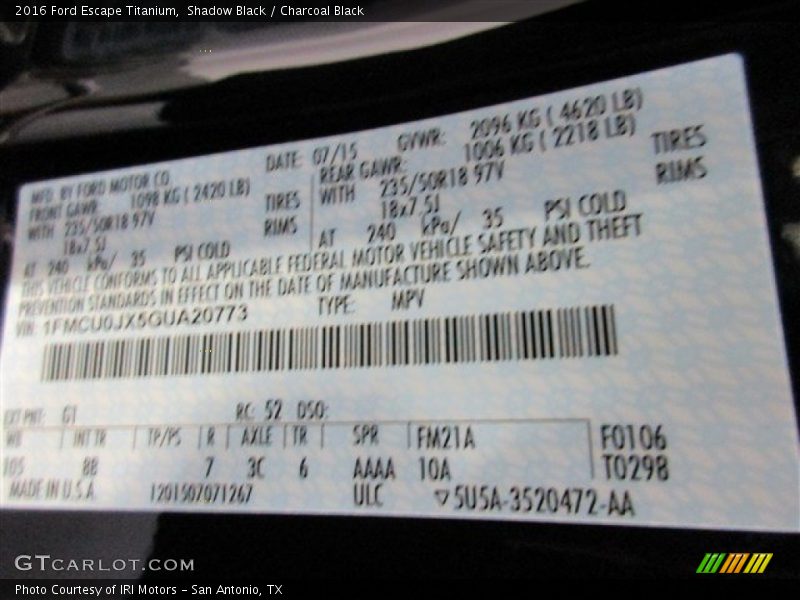 2016 Ford Escape Titanium, Shadow Black / Charcoal Black
MFD. BY FORD MOTOR CO. DATE: 07/15 GVWR: 2096 KG ( 4620 LB)
FRONT GAWR: 1098 KG ( 2420 LB) REAR GAWR: 1006 KG ( 2218 LB)
WITH 235/50R18 97V TIRES WITH 235/50R18 97V TIRES
18x7.5J RIMS 18x7.5J RIMS
AT 240 kPa/ 35 PSI COLD AT 240 kPa/ 35 PSI COLD
THIS VEHICLE CONFORMS TO ALL APPLICABLE FEDERAL MOTOR VEHICLE SAFETY AND THEFT
PREVENTION STANDARDS IN EFFECT ON THE DATE OF MANUFACTURE SHOWN ABOVE.
VIN: 1FMCU0JX5GUA20773 TYPE: MPV
EXT PNT: G1 RC: 52 DSO:
WB INT TR TP/PS R AXLE TR SPR FM21A F0106
105 8B 7 3C 6 AAAA 10A T0298
MADE IN U.S.A. 1201507071267 ULC ▽5U5A-3520472-AA
GTCARLOT.COM
Photo Courtesy of IRI Motors – San Antonio, TX